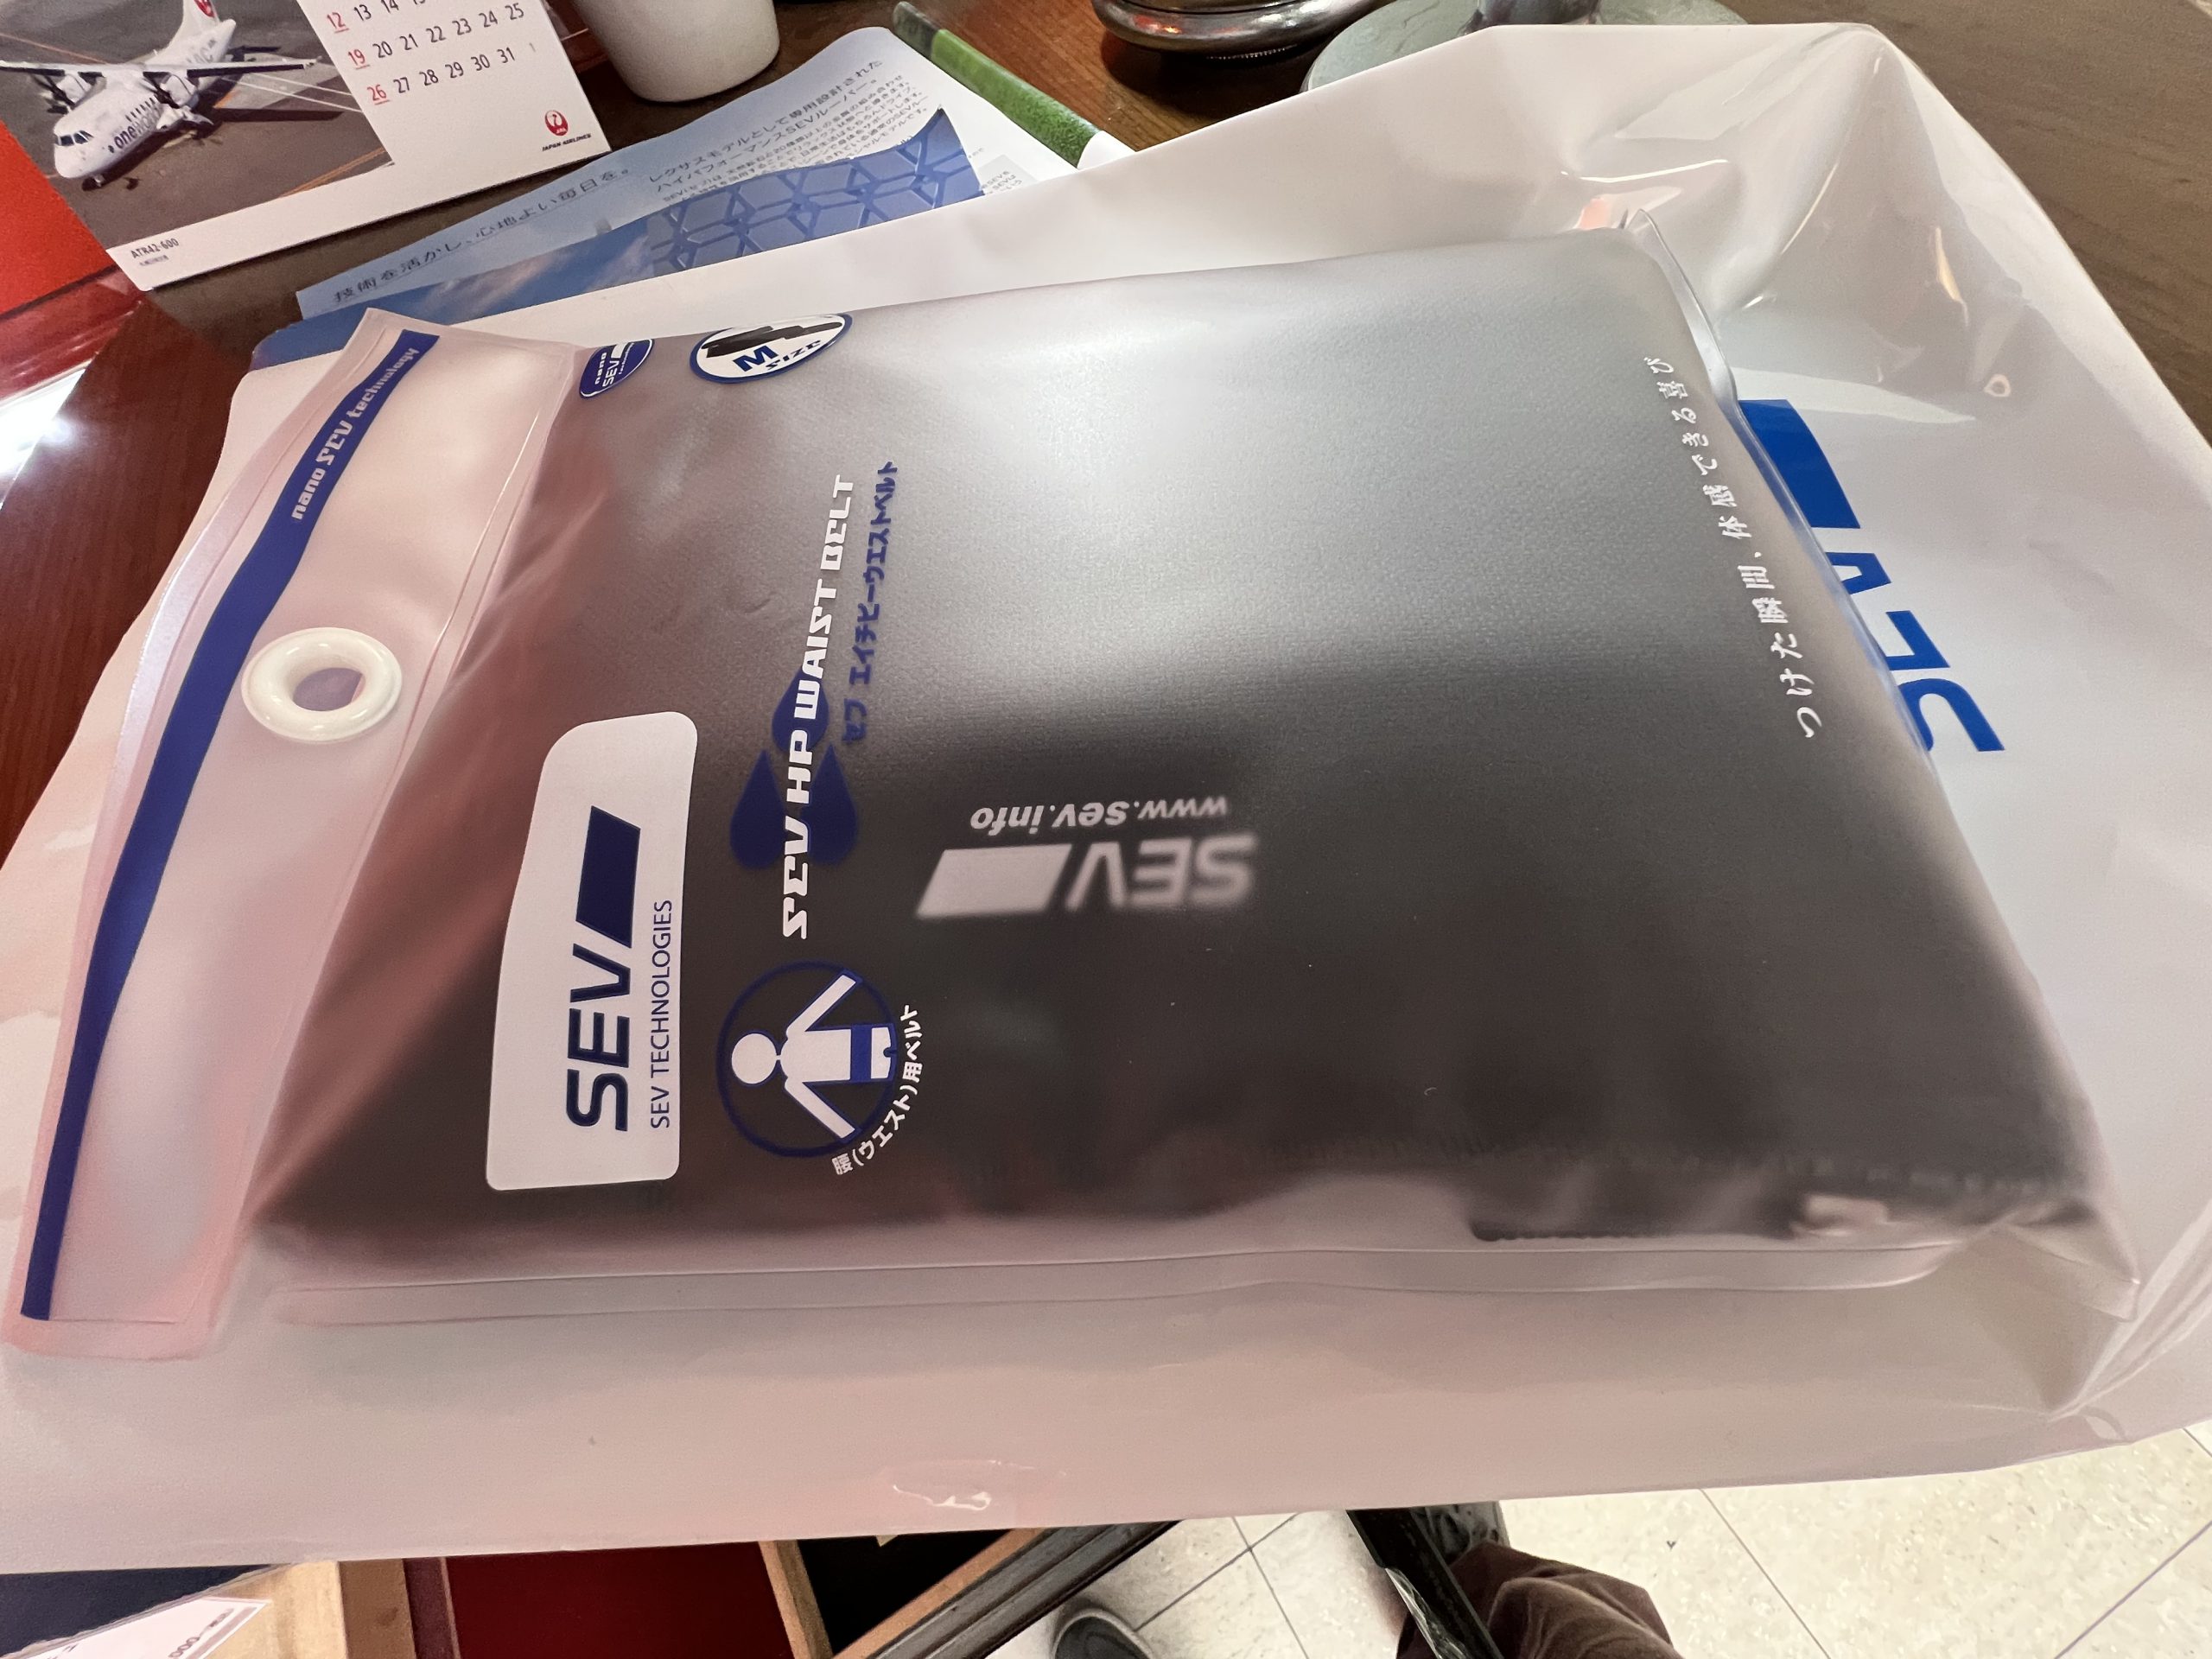 12 13 14
19 20 21 22 23 24 25
26 27 28 29 30 31
oneworld
JAPAN AIRLINES
ATR42-600
技術を活かし、心地よい毎日を。
レクサスモデルとして専用設計された
ハイパフォーマンスSEVルーパー。
nano SEV technology
nano
SEV
M
SIZE
SEV
SEV TECHNOLOGIES
SEV HP WAIST BELT
セブ エイチピーウエストベルト
腰(ウエスト)用ベルト
SEV
www.sev.info
つけた瞬間、体感できる喜び
SEV